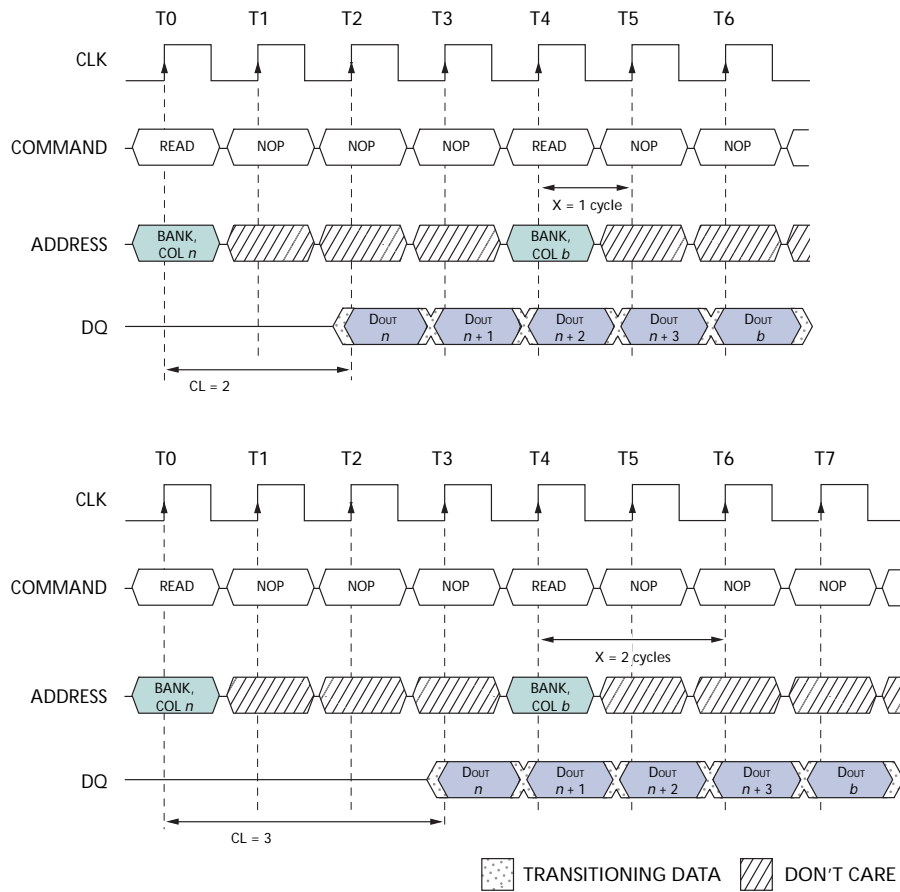 T0 T1 T2 T3 T4 T5 T6
CLK
COMMAND READ NOP NOP NOP READ NOP NOP
X = 1 cycle
ADDRESS BANK, COL n BANK, COL b
DQ DOUT n DOUT n + 1 DOUT n + 2 DOUT n + 3 DOUT b
CL = 2
T0 T1 T2 T3 T4 T5 T6 T7
CLK
COMMAND READ NOP NOP NOP READ NOP NOP NOP
X = 2 cycles
ADDRESS BANK, COL n BANK, COL b
DQ DOUT n DOUT n + 1 DOUT n + 2 DOUT n + 3 DOUT b
CL = 3
TRANSITIONING DATA DON'T CARE